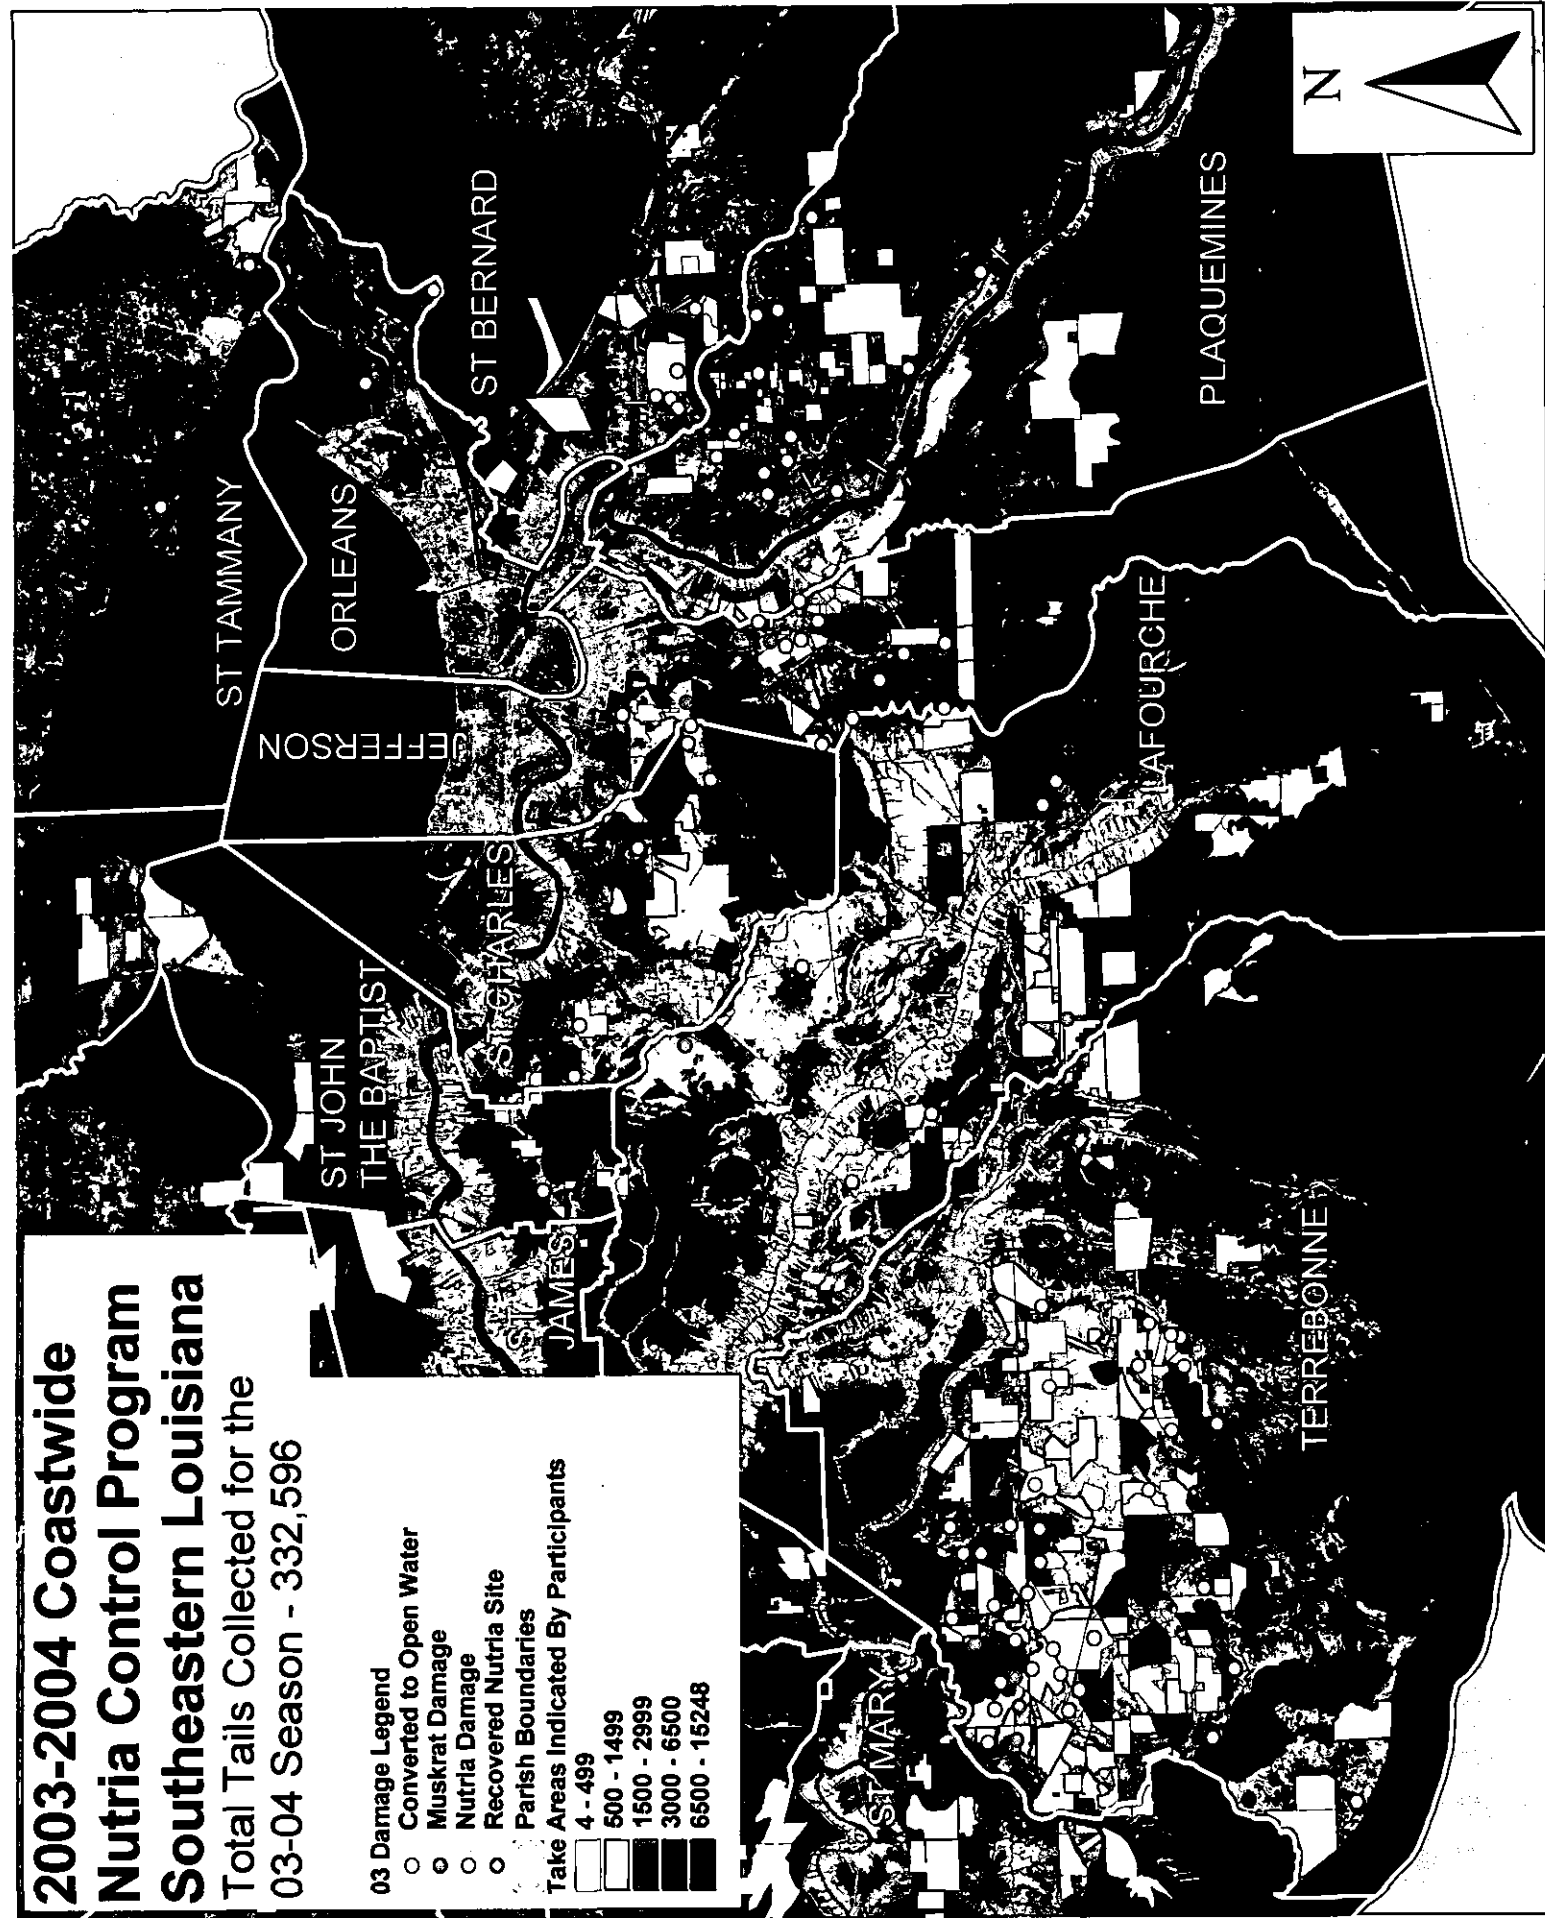 2003-2004 Coastwide
Nutria Control Program
Southeastern Louisiana
Total Tails Collected for the
03-04 Season - 332,596
03 Damage Legend
Converted to Open Water
Muskrat Damage
Nutria Damage
Recovered Nutria Site
Parish Boundaries
Take Areas Indicated By Participants
4 - 499
500 - 1499
1500 - 2999
3000 - 6500
6500 - 15248
ST TAMMANY
ORLEANS
JEFFERSON
ST BERNARD
ST JOHN
THE BAPTIST
ST CHARLES
ST
JAMES
PLAQUEMINES
LAFOURCHE
TERREBONNE
ST MARY
N